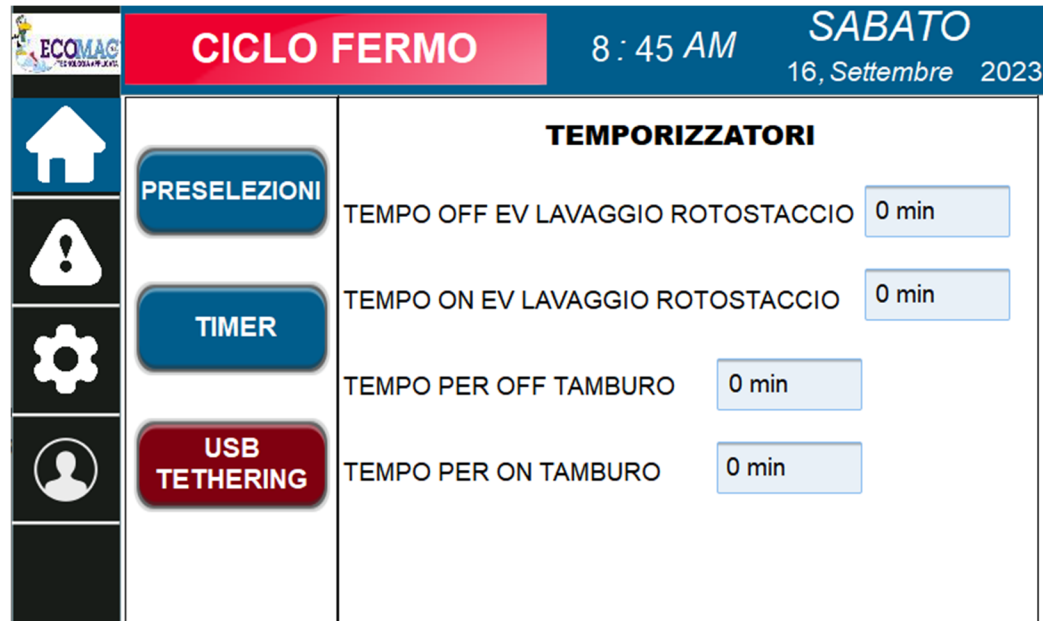 ECOMAC
TECNOLOGIA APPLICATA
CICLO FERMO
8 : 45 AM
SABATO
16, Settembre 2023
PRESELEZIONI
TIMER
USB
TETHERING
TEMPORIZZATORI
TEMPO OFF EV LAVAGGIO ROTOSTACCIO 0 min
TEMPO ON EV LAVAGGIO ROTOSTACCIO 0 min
TEMPO PER OFF TAMBURO 0 min
TEMPO PER ON TAMBURO 0 min